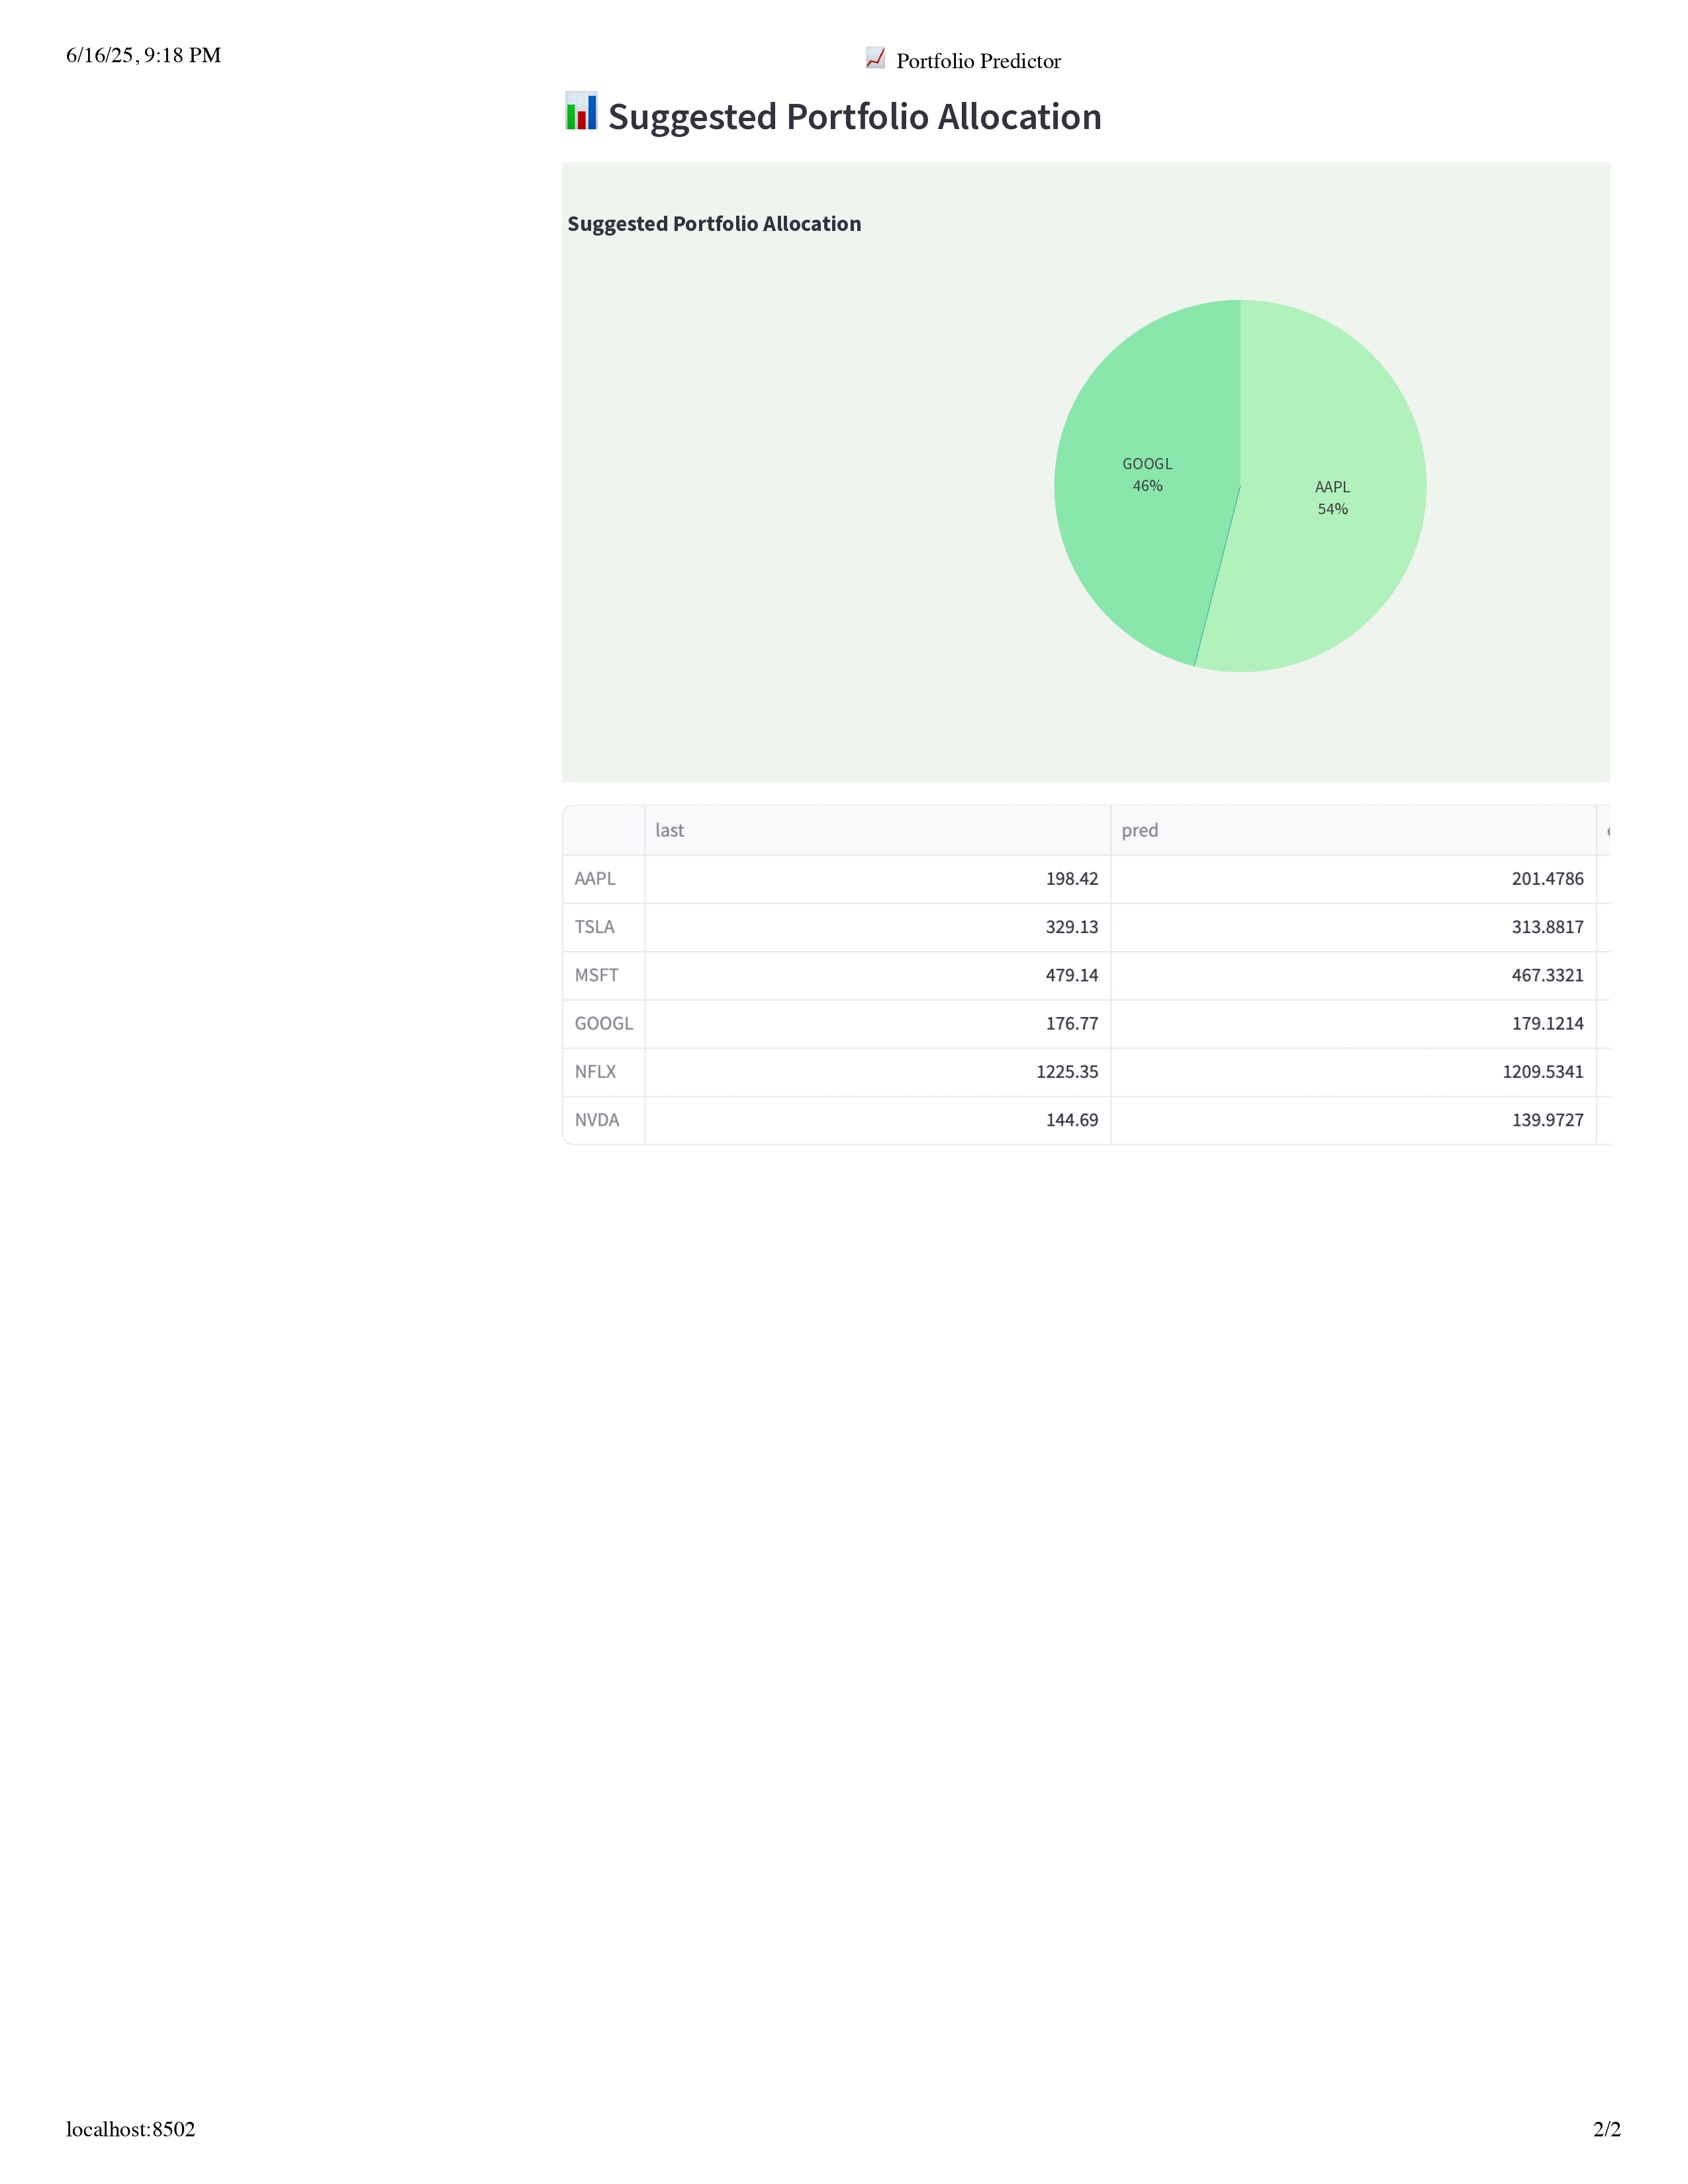 6/16/25, 9:18 PM
Portfolio Predictor
Suggested Portfolio Allocation
Suggested Portfolio Allocation
GOOGL
46%
AAPL
54%
last pred
AAPL 198.42 201.4786
TSLA 329.13 313.8817
MSFT 479.14 467.3321
GOOGL 176.77 179.1214
NFLX 1225.35 1209.5341
NVDA 144.69 139.9727
localhost:8502
2/2